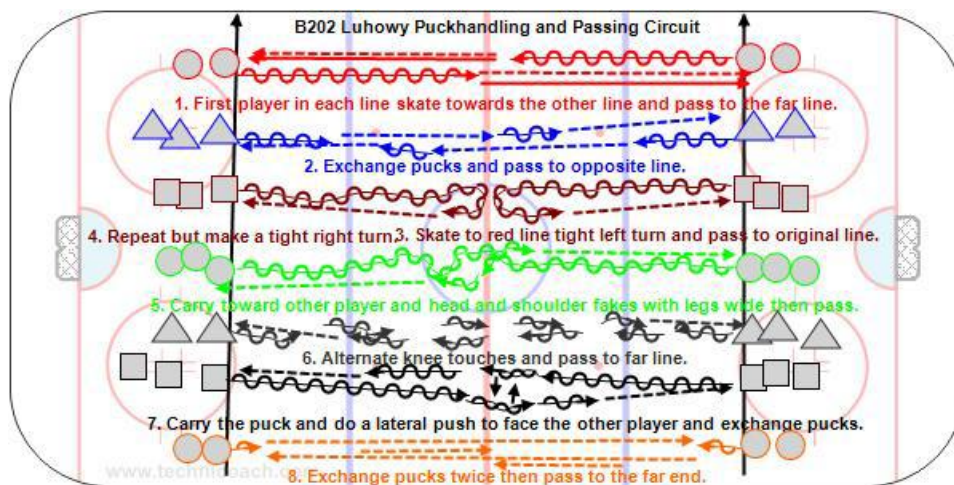 B202 Luhowy Puckhandling and Passing Circuit
1. First player in each line skate towards the other line and pass to the far line.
2. Exchange pucks and pass to opposite line.
4. Repeat but make a tight right turn. 3. Skate to red line tight left turn and pass to original line.
5. Carry toward other player and head and shoulder fakes with legs wide then pass.
6. Alternate knee touches and pass to far line.
7. Carry the puck and do a lateral push to face the other player and exchange pucks.
8. Exchange pucks twice then pass to the far end.